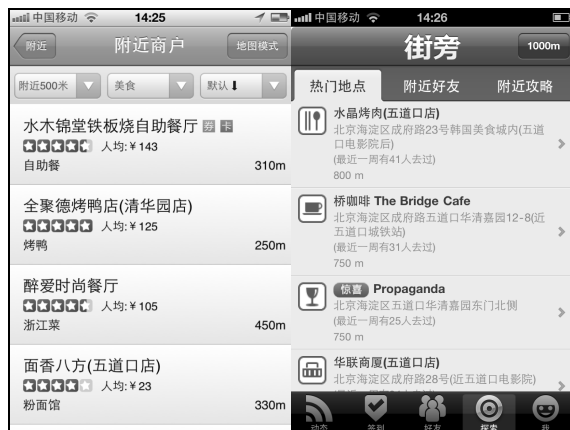 中国移动 14:25
附近 附近商户 地图模式
附近500米 美食 默认⬇
水木锦堂铁板烧自助餐厅 券 卡
人均:¥143
自助餐 310m
全聚德烤鸭店(清华园店)
人均:¥125
烤鸭 250m
醉爱时尚餐厅
人均:¥105
浙江菜 450m
面香八方(五道口店)
人均:¥23
粉面馆 330m
中国移动 14:26
街旁 1000m
热门地点 附近好友 附近攻略
水晶烤肉(五道口店)
北京海淀区成府路23号韩国美食城内(五道
口电影院后)
(最近一周有41人去过)
800 m
桥咖啡 The Bridge Cafe
北京海淀区成府路五道口华清嘉园12-8(近
五道口城铁站)
(最近一周有31人去过)
750 m
惊喜 Propaganda
北京海淀区五道口华清嘉园东门北侧
(最近一周有25人去过)
750 m
华联商厦(五道口店)
北京海淀区成府路28号(近五道口电影院)
动态 签到 好友 探索 我